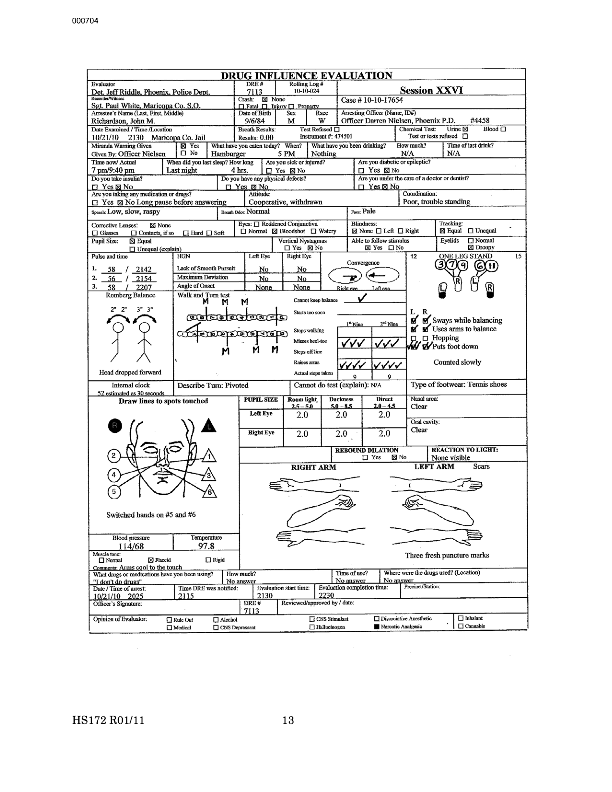 000704
DRUG INFLUENCE EVALUATION
Evaluator
Det. Jeff Riddle, Phoenix, Police Dept.
DRE #
7113
Rolling Log #
10-10-024
Session XXVI
Recorder/Witness
Sgt. Paul White, Maricopa Co. S.O.
Crash: ☒ None
☐ Fatal ☐ Injury ☐ Property
Case # 10-10-17654
Arrestee's Name (Last, First, Middle)
Richardson, John M.
Date of Birth
9/6/84
Sex
M
Race
W
Arresting Officer (Name, ID#)
Officer Darren Nielsen, Phoenix P.D. #4458
Date Examined / Time /Location
10/21/10 2130 Maricopa Co. Jail
Breath Results: Test Refused ☐
Results: 0.00 Instrument #: 474501
Chemical Test: Urine ☒ Blood ☐
Test or tests refused ☐
Miranda Warning Given ☒ Yes
Given By: Officer Nielsen ☐ No
What have you eaten today? When?
Hamburger 5 PM
What have you been drinking? How much?
Nothing N/A
Time of last drink?
N/A
Time now/ Actual
7 pm/9:40 pm
When did you last sleep? How long
Last night 4 hrs.
Are you sick or injured?
☐ Yes ☒ No
Are you diabetic or epileptic?
☐ Yes ☒ No
Do you take insulin?
☐ Yes ☒ No
Do you have any physical defects?
☐ Yes ☒ No
Are you under the care of a doctor or dentist?
☐ Yes ☒ No
Are you taking any medication or drugs?
☐ Yes ☒ No Long pause before answering
Attitude:
Cooperative, withdrawn
Coordination:
Poor, trouble standing
Speech: Low, slow, raspy
Breath Odor: Normal
Face: Pale
Corrective Lenses: ☒ None
☐ Glasses ☐ Contacts, if so ☐ Hard ☐ Soft
Eyes: ☐ Reddened Conjunctiva
☐ Normal ☒ Bloodshot ☐ Watery
Blindness:
☒ None ☐ Left ☐ Right
Tracking:
☒ Equal ☐ Unequal
Pupil Size: ☒ Equal
☐ Unequal (explain)
Vertical Nystagmus
☐ Yes ☒ No
Able to follow stimulus
☒ Yes ☐ No
Eyelids ☐ Normal
☒ Droopy
Pulse and time
1. 58 / 2142
2. 56 / 2154
3. 58 / 2207
HGN Left Eye Right Eye
Lack of Smooth Pursuit No No
Maximum Deviation No No
Angle of Onset None None
Convergence
Right eye Left eye
12 ONE LEG STAND 15
3 7 9 6 11
L R R L
L R
☒ ☒ Sways while balancing
☒ ☒ Uses arms to balance
☐ ☐ Hopping
☒ ☒ Puts foot down
Counted slowly
Romberg Balance
2" 2" 3" 3"
Head dropped forward
Walk and Turn test
M M M
M M M
Cannot keep balance ✓
Starts too soon
1st Nine 2nd Nine
Stops walking
Misses heel-toe ✓✓✓ ✓✓✓
Steps off line
Raises arms ✓✓✓✓ ✓✓✓✓
Actual steps taken 9 9
Internal clock
52 estimated as 30 seconds
Describe Turn: Pivoted
Cannot do test (explain): N/A
Type of footwear: Tennis shoes
Draw lines to spots touched
R
1
2
3
4
5
6
Switched hands on #5 and #6
PUPIL SIZE
Room light
2.5 – 5.0
Darkness
5.0 – 8.5
Direct
2.0 – 4.5
Left Eye 2.0 2.0 2.0
Right Eye 2.0 2.0 2.0
Nasal area:
Clear
Oral cavity:
Clear
REBOUND DILATION
☐ Yes ☒ No
REACTION TO LIGHT:
None visible
RIGHT ARM
LEFT ARM Scars
Three fresh puncture marks
Blood pressure
114/68
Temperature
97.8
Muscle tone:
☐ Normal ☒ Flaccid ☐ Rigid
Comments: Arms cool to the touch
What drugs or medications have you been using?
"I don't do drugs"
How much?
No answer
Time of use?
No answer
Where were the drugs used? (Location)
No answer
Date / Time of arrest:
10/21/10 2025
Time DRE was notified:
2115
Evaluation start time:
2130
Evaluation completion time:
2230
Precinct/Station:
Officer's Signature:
DRE #
7113
Reviewed/approved by / date:
Opinion of Evaluator:
☐ Rule Out ☐ Alcohol ☐ CNS Stimulant ☐ Dissociative Anesthetic ☐ Inhalant
☐ Medical ☐ CNS Depressant ☐ Hallucinogen ■ Narcotic Analgesic ☐ Cannabis
HS172 R01/11 13